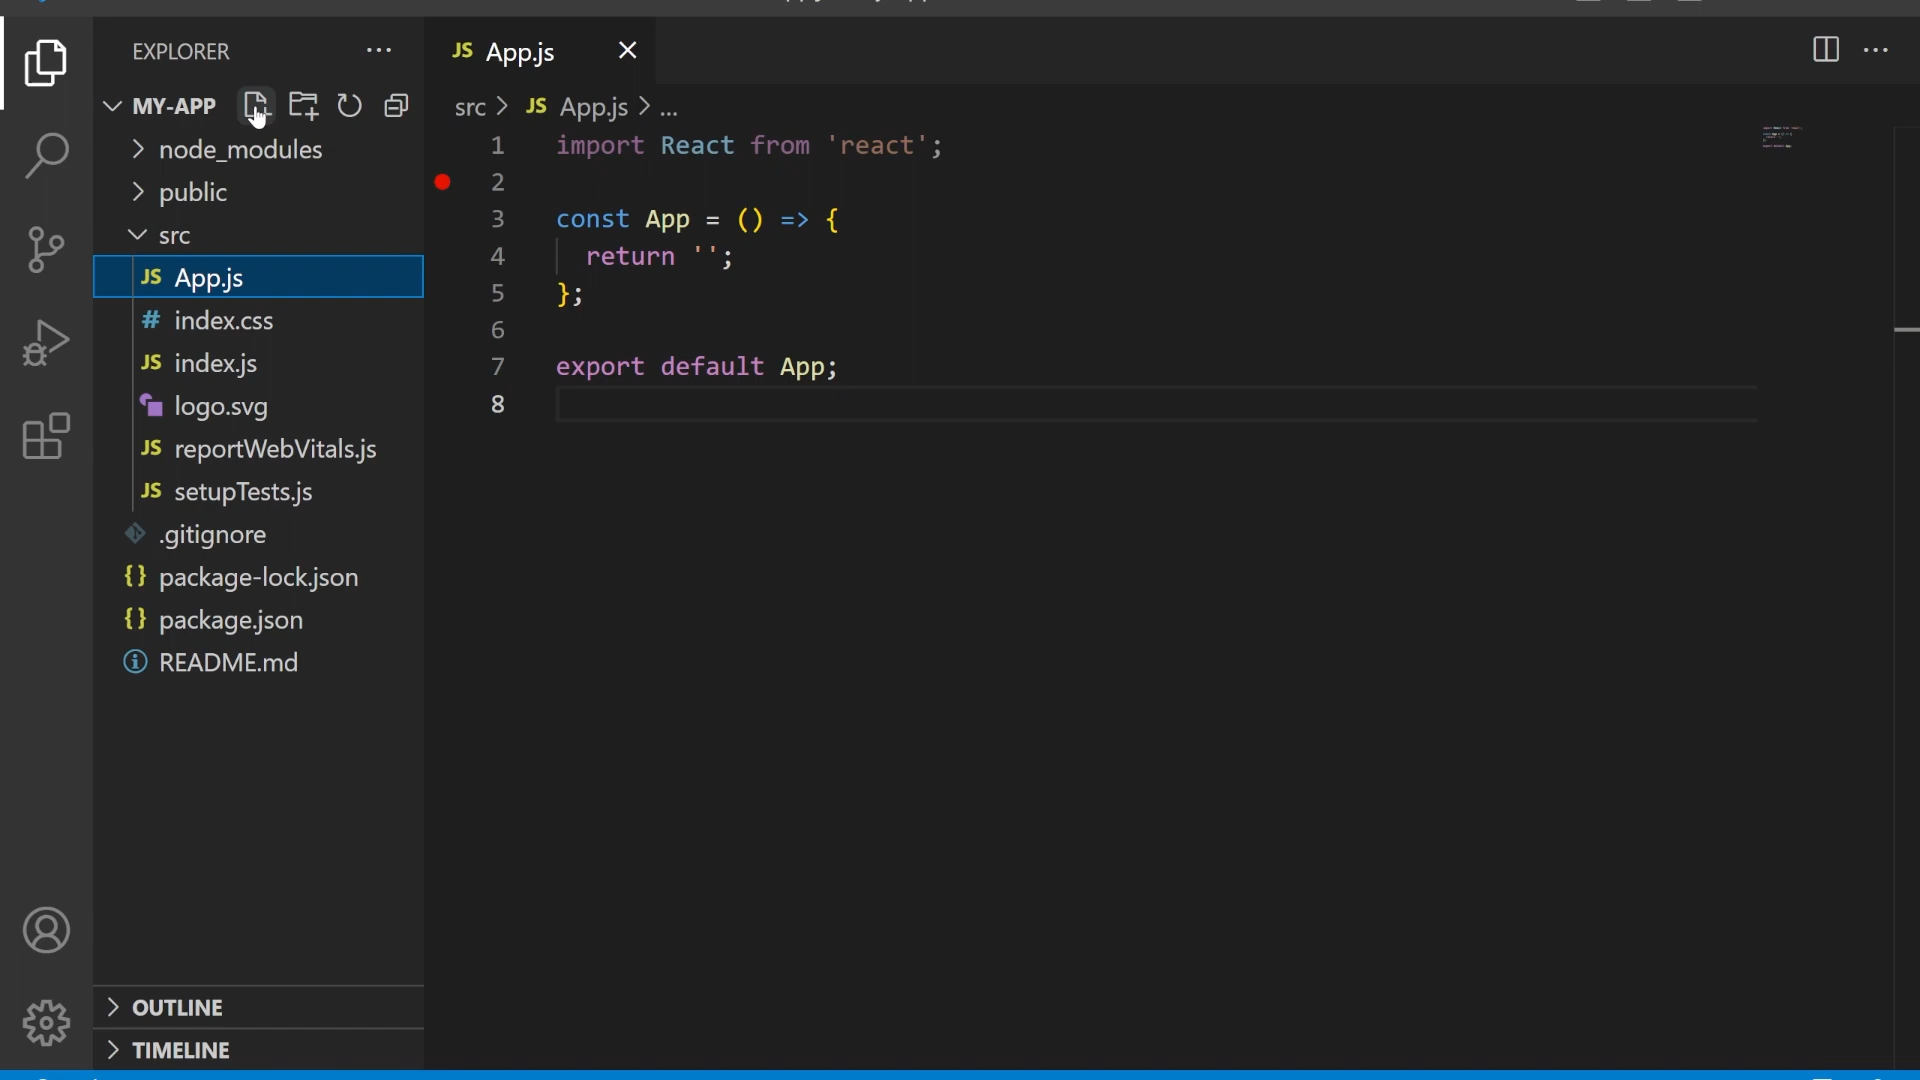 EXPLORER
MY-APP
node_modules
public
src
JS App.js
# index.css
JS index.js
logo.svg
JS reportWebVitals.js
JS setupTests.js
.gitignore
{} package-lock.json
{} package.json
README.md
OUTLINE
TIMELINE
JS App.js
src > JS App.js > ...
1 import React from 'react';
2
3 const App = () => {
4 return '';
5 };
6
7 export default App;
8